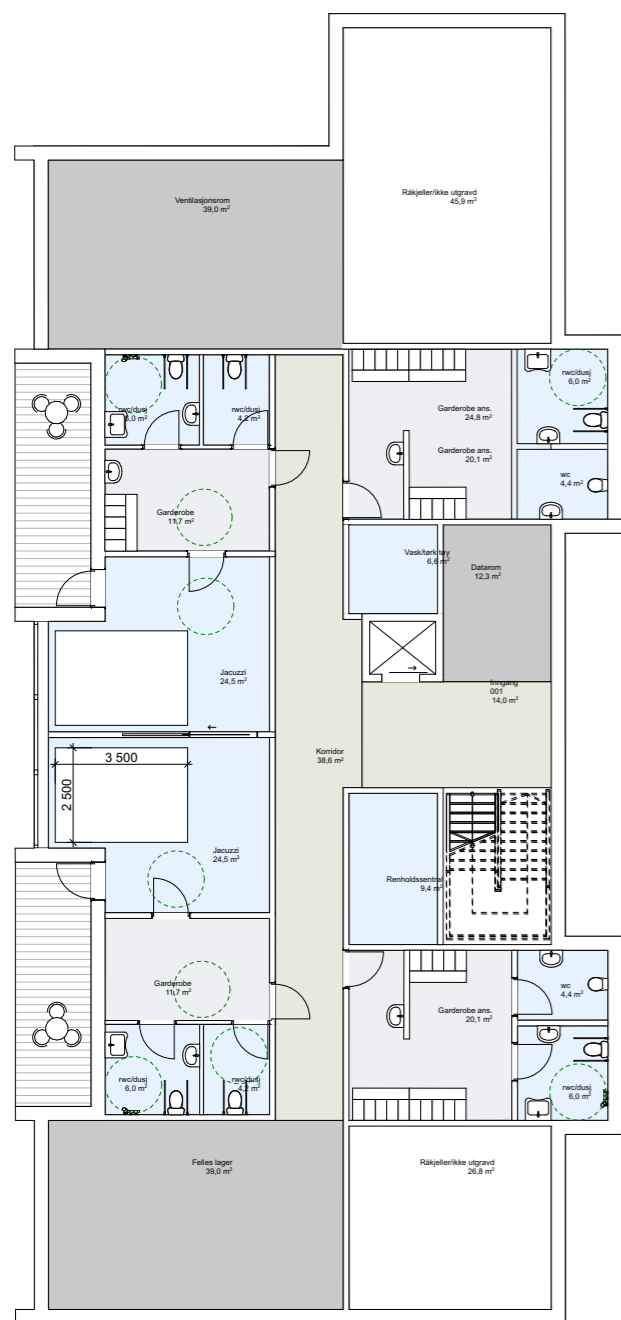 Råkjeller/ikke utgravd
45,9 m²
Ventilasjonsrom
39,0 m²
rwc/dusj
6,0 m²
rwc/dusj
4,2 m²
Garderobe ans.
24,8 m²
Garderobe ans.
20,1 m²
rwc/dusj
6,0 m²
wc
4,4 m²
Garderobe
11,7 m²
Vask/tørk tøy
6,6 m²
Datarom
12,3 m²
Jacuzzi
24,5 m²
Inngang
001
14,0 m²
Korridor
38,6 m²
3 500
2 500
Jacuzzi
24,5 m²
Renholdssentral
9,4 m²
Garderobe
11,7 m²
Garderobe ans.
20,1 m²
wc
4,4 m²
rwc/dusj
6,0 m²
rwc/dusj
4,2 m²
rwc/dusj
6,0 m²
Felles lager
39,0 m²
Råkjeller/ikke utgravd
26,8 m²